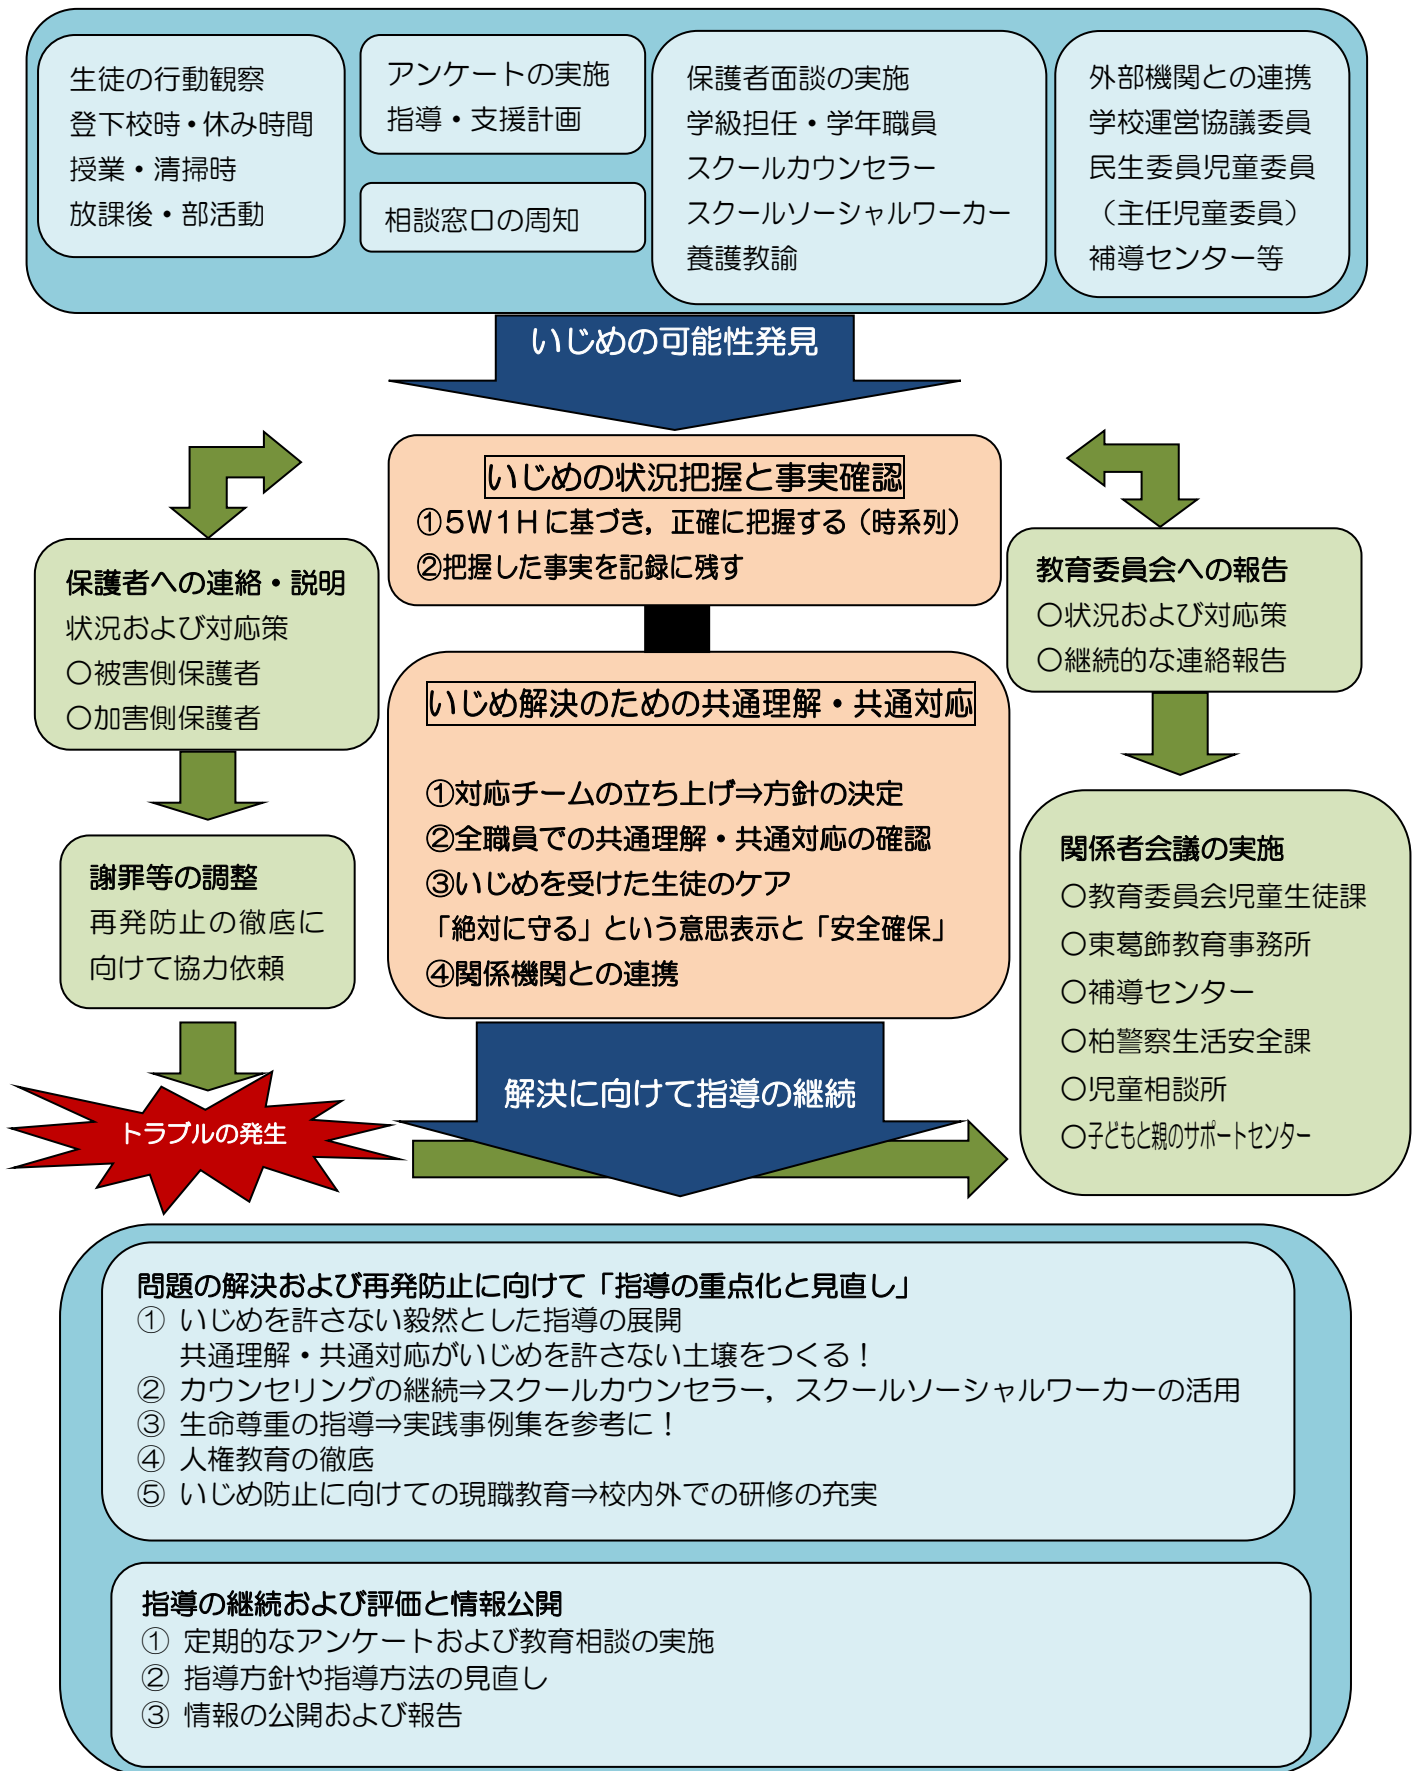 生徒の行動観察
登下校時・休み時間
授業・清掃時
放課後・部活動
アンケートの実施
指導・支援計画
相談窓口の周知
保護者面談の実施
学級担任・学年職員
スクールカウンセラー
スクールソーシャルワーカー
養護教諭
外部機関との連携
学校運営協議委員
民生委員児童委員
（主任児童委員）
補導センター等
いじめの可能性発見
いじめの状況把握と事実確認
①５Ｗ１Ｈに基づき，正確に把握する（時系列）
②把握した事実を記録に残す
保護者への連絡・説明
状況および対応策
〇被害側保護者
〇加害側保護者
教育委員会への報告
〇状況および対応策
〇継続的な連絡報告
いじめ解決のための共通理解・共通対応
①対応チームの立ち上げ⇒方針の決定
②全職員での共通理解・共通対応の確認
③いじめを受けた生徒のケア
「絶対に守る」という意思表示と「安全確保」
④関係機関との連携
謝罪等の調整
再発防止の徹底に
向けて協力依頼
関係者会議の実施
〇教育委員会児童生徒課
〇東葛飾教育事務所
〇補導センター
〇柏警察生活安全課
〇児童相談所
〇子どもと親のサポートセンター
トラブルの発生
解決に向けて指導の継続
問題の解決および再発防止に向けて「指導の重点化と見直し」
① いじめを許さない毅然とした指導の展開
共通理解・共通対応がいじめを許さない土壌をつくる！
② カウンセリングの継続⇒スクールカウンセラー，スクールソーシャルワーカーの活用
③ 生命尊重の指導⇒実践事例集を参考に！
④ 人権教育の徹底
⑤ いじめ防止に向けての現職教育⇒校内外での研修の充実
指導の継続および評価と情報公開
① 定期的なアンケートおよび教育相談の実施
② 指導方針や指導方法の見直し
③ 情報の公開および報告